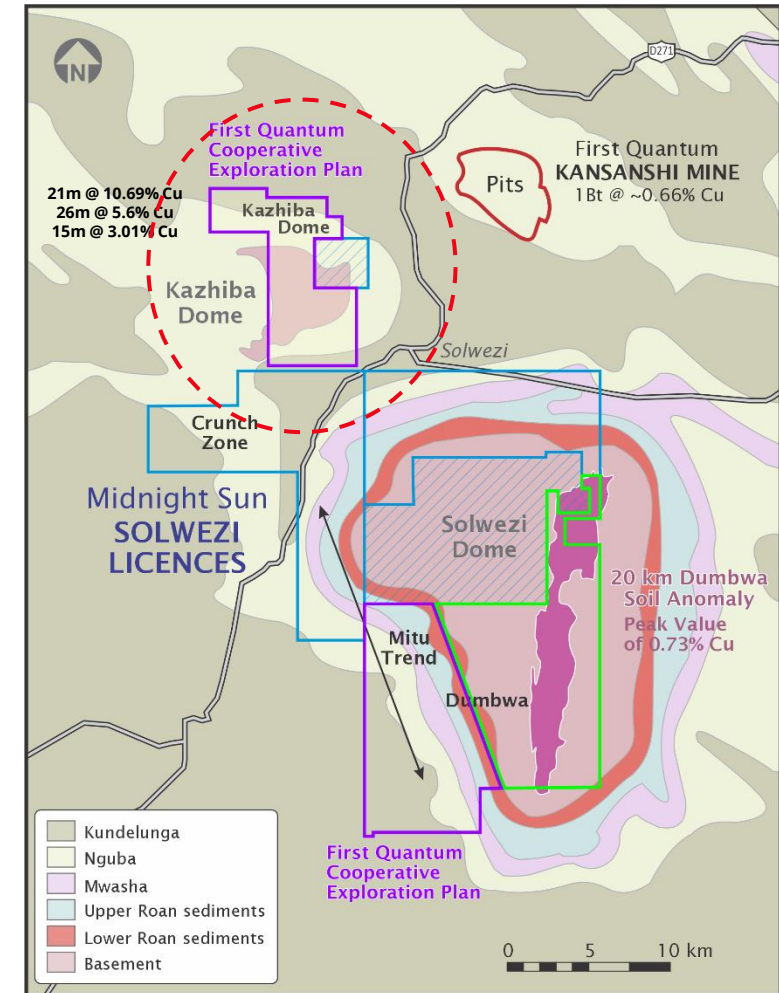 N
D271
First Quantum
Cooperative
Exploration Plan
First Quantum
KANSANSHI MINE
1Bt @ ~0.66% Cu
Pits
21m @ 10.69% Cu
26m @ 5.6% Cu
15m @ 3.01% Cu
Kazhiba
Dome
Kazhiba
Dome
Solwezi
Crunch
Zone
Midnight Sun
SOLWEZI
LICENCES
Solwezi
Dome
20 km Dumbwa
Soil Anomaly
Peak Value
of 0.73% Cu
Mitu
Trend
Dumbwa
First Quantum
Cooperative
Exploration Plan
Kundelunga
Nguba
Mwasha
Upper Roan sediments
Lower Roan sediments
Basement
0 5 10 km